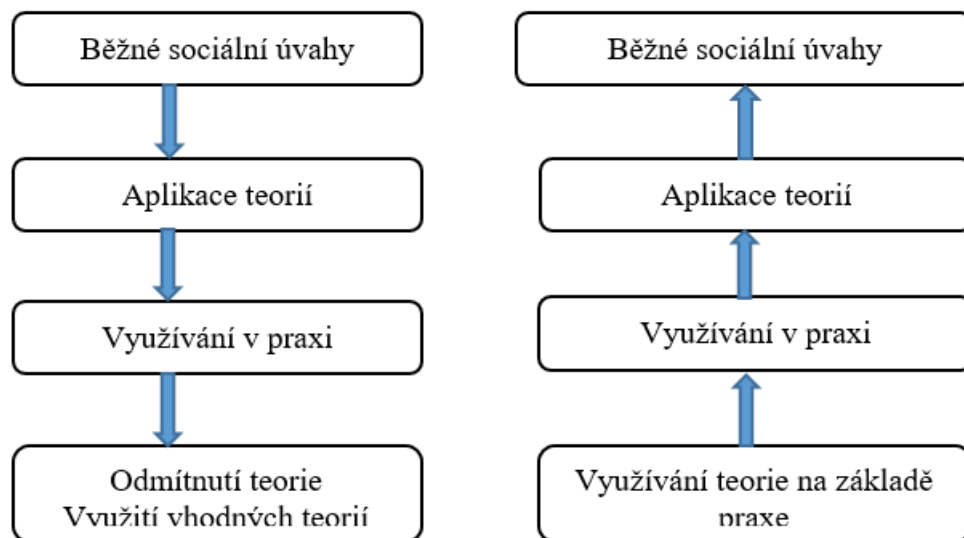 Běžné sociální úvahy
Aplikace teorií
Využívání v praxi
Odmítnutí teorie
Využití vhodných teorií
Běžné sociální úvahy
Aplikace teorií
Využívání v praxi
Využívání teorie na základě
praxe